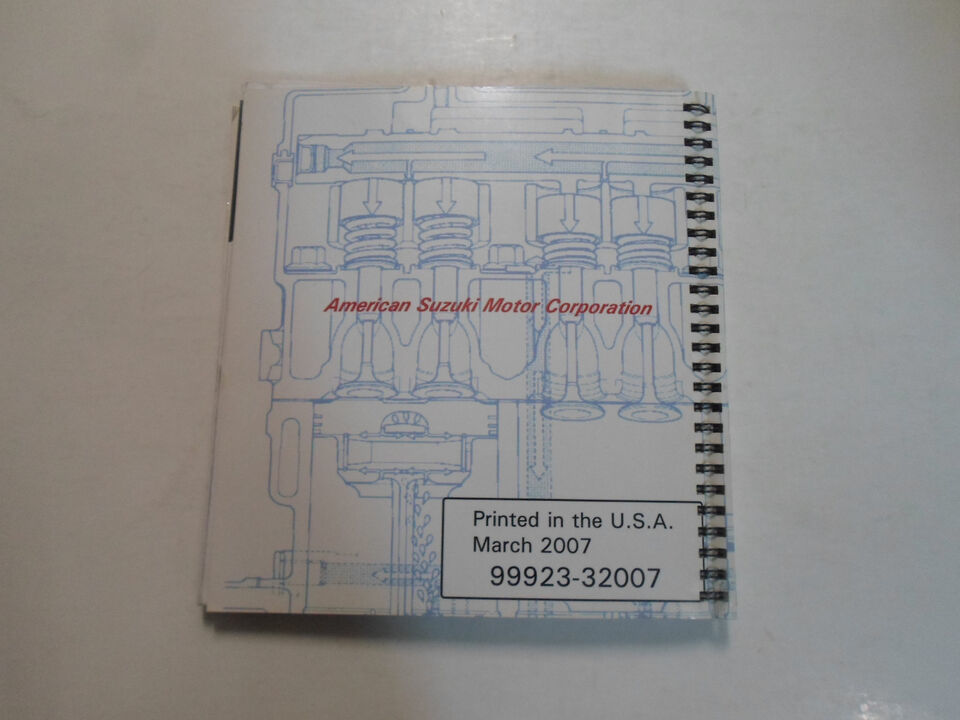 American Suzuki Motor Corporation
Printed in the U.S.A.
March 2007
99923-32007